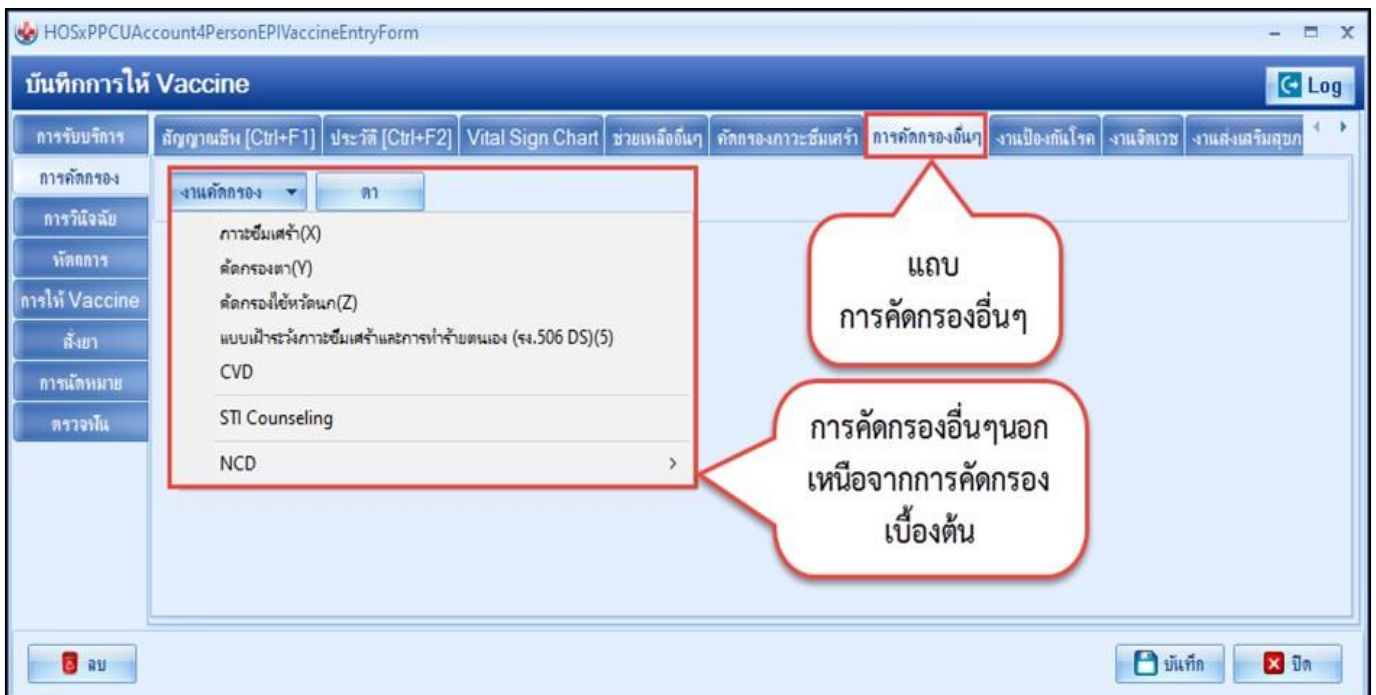 HOSxPPCUAccount4PersonEPIVaccineEntryForm
บันทึกการให้ Vaccine
Log
การรับบริการ
สัญญาณชีพ [Ctrl+F1] ประวัติ [Ctrl+F2] Vital Sign Chart ช่วยเหลืออื่นๆ คัดกรองภาวะซึมเศร้า การคัดกรองอื่นๆ งานป้องกันโรค งานจิตเวช งานส่งเสริมสุขภ
การคัดกรอง
การวินิจฉัย
หัตถการ
การให้ Vaccine
สั่งยา
การนัดหมาย
ตรวจฟัน
งานคัดกรอง ตา
ภาวะซึมเศร้า(X)
คัดกรองตา(Y)
คัดกรองไข้หวัดนก(Z)
แบบเฝ้าระวังภาวะซึมเศร้าและการทำร้ายตนเอง (รง.506 DS)(5)
CVD
STI Counseling
NCD
แถบ
การคัดกรองอื่นๆ
การคัดกรองอื่นๆนอก
เหนือจากการคัดกรอง
เบื้องต้น
ลบ
บันทึก
ปิด